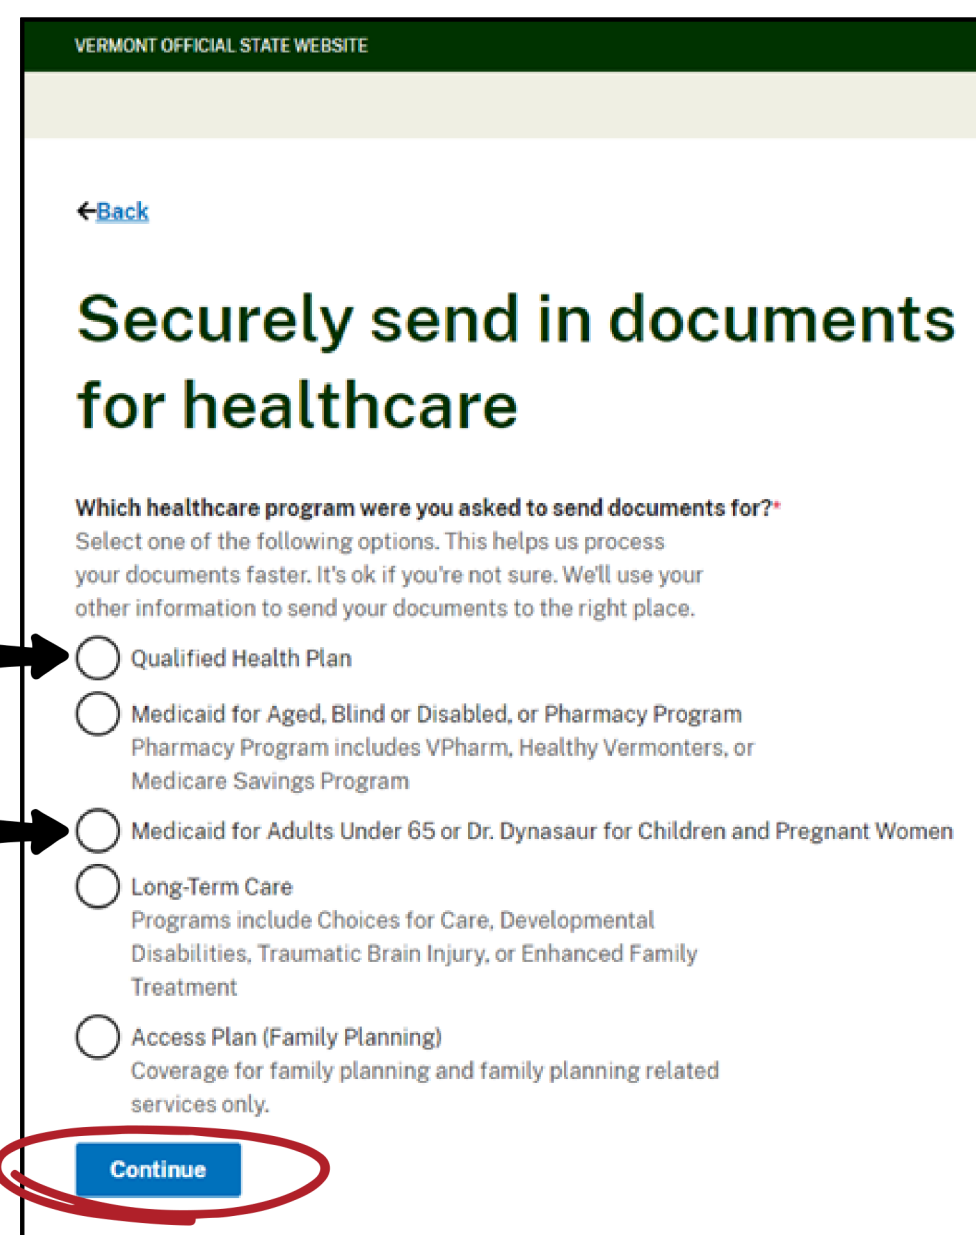 VERMONT OFFICIAL STATE WEBSITE
←Back
Securely send in documents
for healthcare
Which healthcare program were you asked to send documents for?*
Select one of the following options. This helps us process
your documents faster. It's ok if you're not sure. We'll use your
other information to send your documents to the right place.
Qualified Health Plan
Medicaid for Aged, Blind or Disabled, or Pharmacy Program
Pharmacy Program includes VPharm, Healthy Vermonters, or
Medicare Savings Program
Medicaid for Adults Under 65 or Dr. Dynasaur for Children and Pregnant Women
Long-Term Care
Programs include Choices for Care, Developmental
Disabilities, Traumatic Brain Injury, or Enhanced Family
Treatment
Access Plan (Family Planning)
Coverage for family planning and family planning related
services only.
Continue